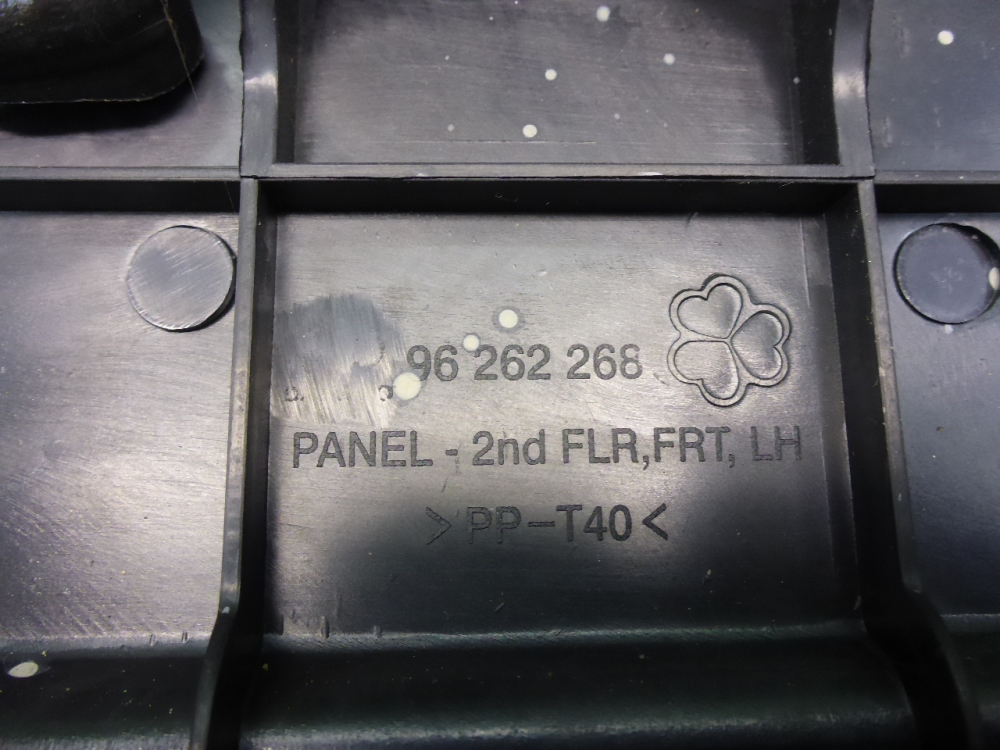 96 262 268
PANEL - 2nd FLR, FRT, LH
>PP-T40<